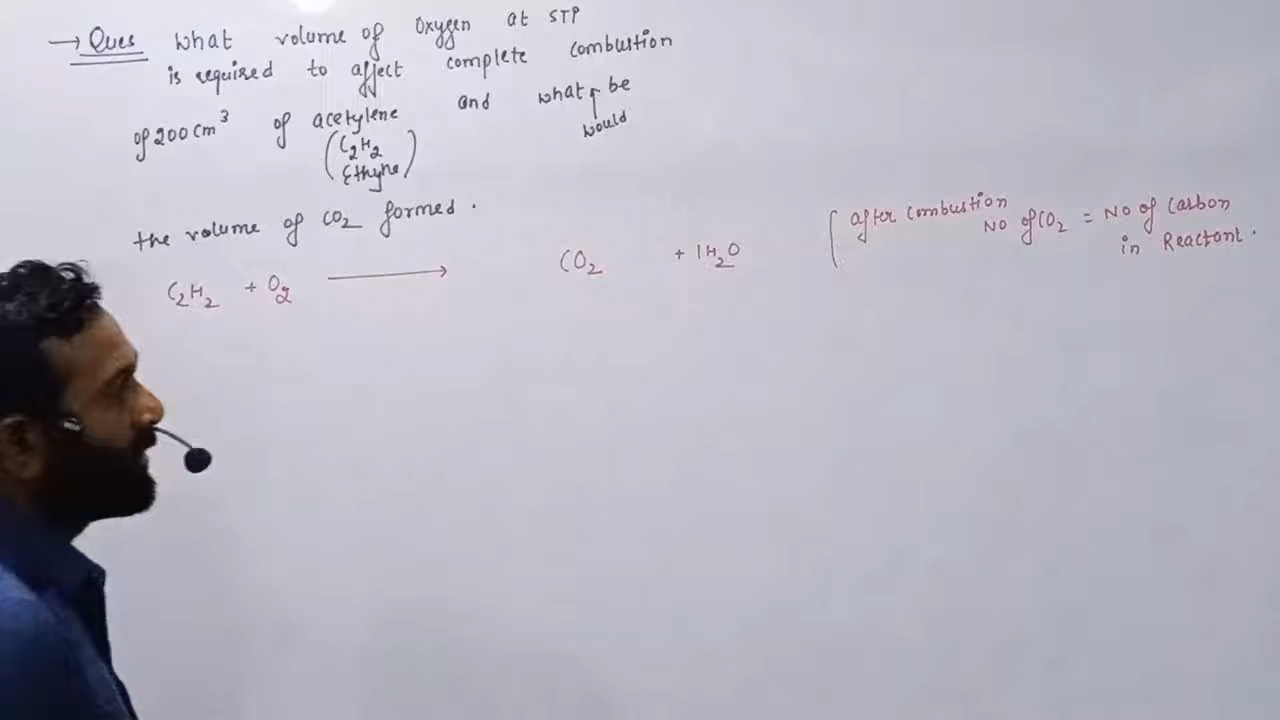 → Ques What volume of Oxygen at STP
is required to affect complete combustion
of 200 cm³ of acetylene and what be
would
(C₂H₂
Ethyne)
the volume of CO₂ formed.
(after combustion
No of CO₂ = No of Carbon
in Reactant.
C₂H₂ + O₂ ⟶ CO₂ + 1H₂O